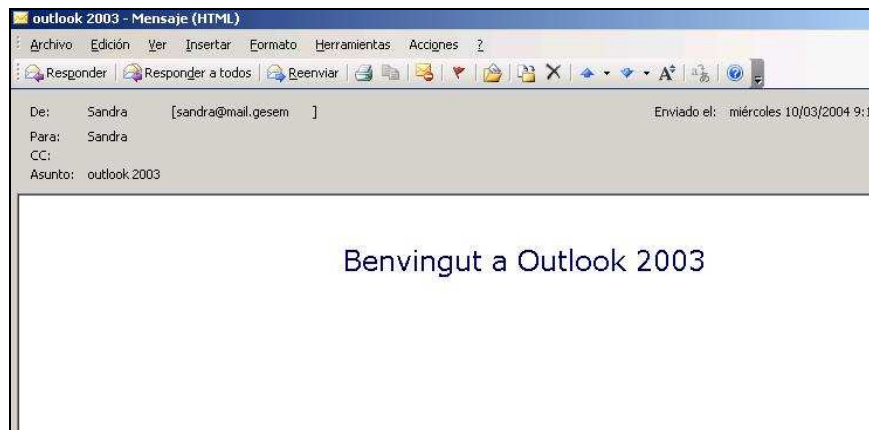 outlook 2003 - Mensaje (HTML)
Archivo Edición Ver Insertar Formato Herramientas Acciones ?
Responder Responder a todos Reenviar
De: Sandra [sandra@mail.gesem ] Enviado el: miércoles 10/03/2004 9:1
Para: Sandra
CC:
Asunto: outlook 2003
Benvingut a Outlook 2003